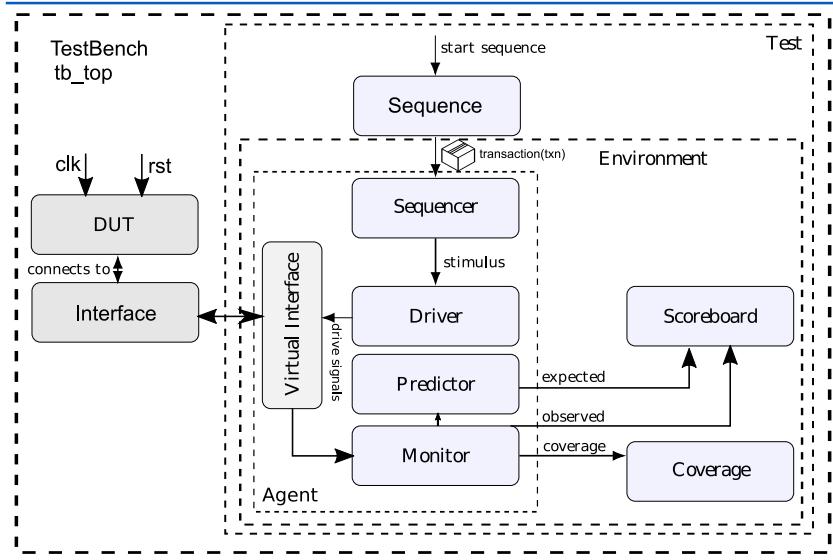 TestBench
tb_top
Test
start sequence
Sequence
transaction(txn)
Environment
clk
rst
Sequencer
DUT
stimulus
connects to
Interface
Virtual Interface
drive signals
Driver
Scoreboard
Predictor
expected
observed
Monitor
coverage
Coverage
Agent